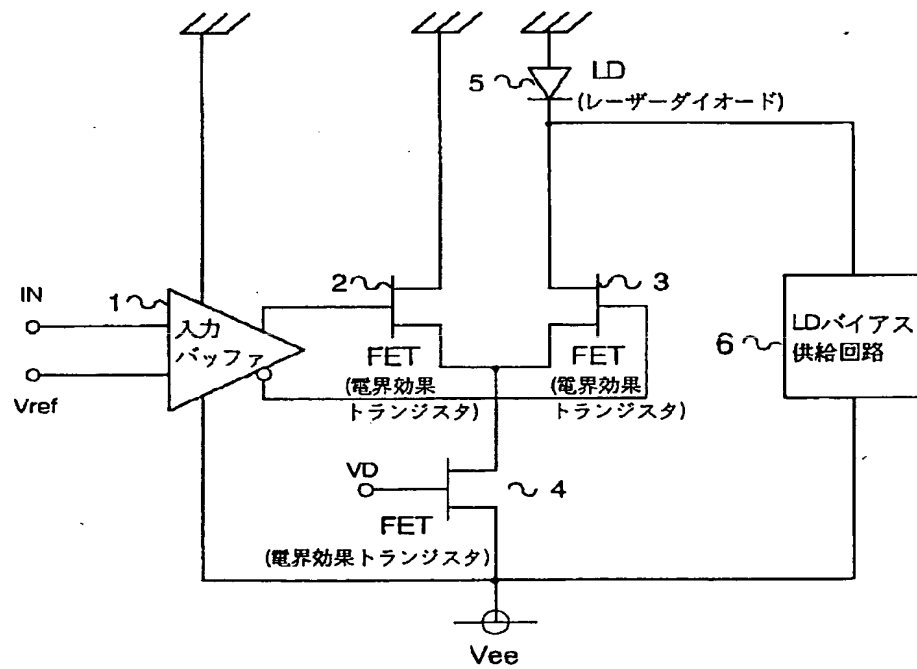 5
LD
(レーザーダイオード)
IN
1
入力
バッファ
Vref
2
FET
(電界効果
トランジスタ)
3
FET
(電界効果
トランジスタ)
6
LDバイアス
供給回路
VD
4
FET
(電界効果トランジスタ)
Vee